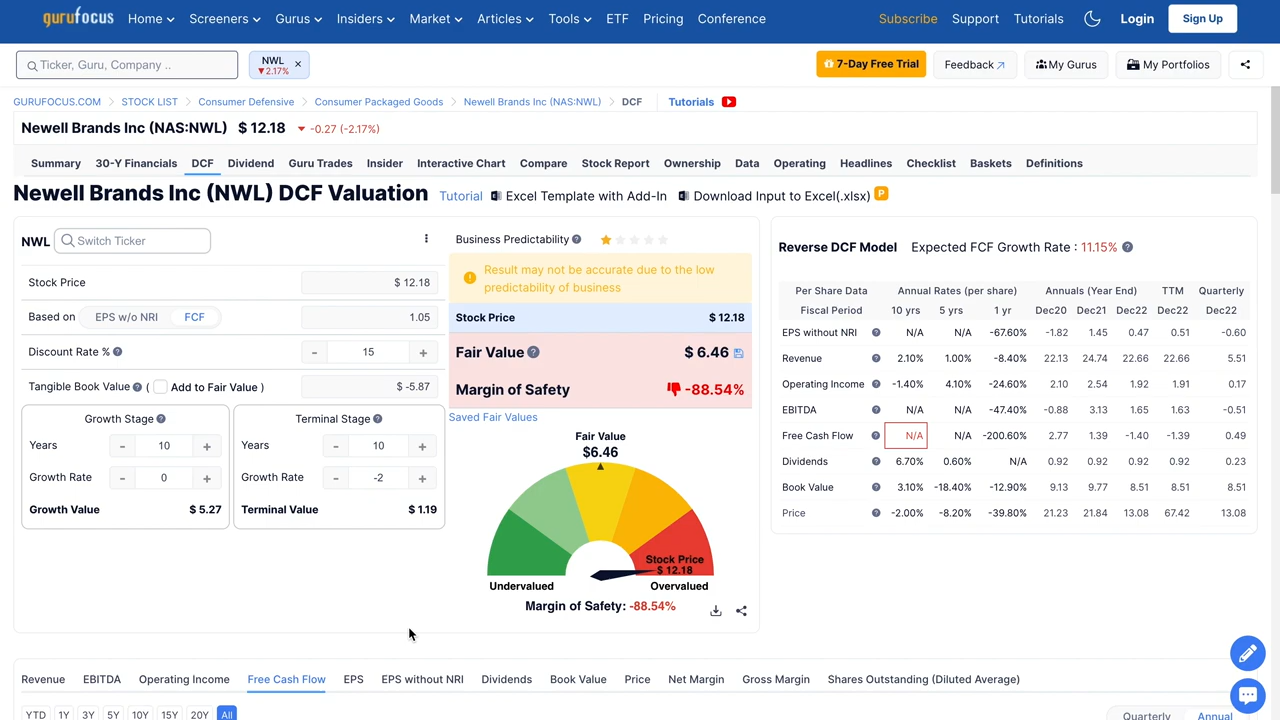 gurufocus Home Screeners Gurus Insiders Market Articles Tools ETF Pricing Conference Subscribe Support Tutorials Login Sign Up
Ticker, Guru, Company .. NWL ▼2.17% × 7-Day Free Trial Feedback ↗ My Gurus My Portfolios
GURUFOCUS.COM > STOCK LIST > Consumer Defensive > Consumer Packaged Goods > Newell Brands Inc (NAS:NWL) > DCF Tutorials
Newell Brands Inc (NAS:NWL) $ 12.18 ▼ -0.27 (-2.17%)
Summary 30-Y Financials DCF Dividend Guru Trades Insider Interactive Chart Compare Stock Report Ownership Data Operating Headlines Checklist Baskets Definitions
Newell Brands Inc (NWL) DCF Valuation Tutorial Excel Template with Add-In Download Input to Excel(.xlsx) P
NWL Switch Ticker
Stock Price $ 12.18
Based on EPS w/o NRI FCF 1.05
Discount Rate % ? - 15 +
Tangible Book Value ? ( Add to Fair Value ) $ -5.87
Growth Stage ?
Years - 10 +
Growth Rate - 0 +
Growth Value $ 5.27
Terminal Stage ?
Years - 10 +
Growth Rate - -2 +
Terminal Value $ 1.19
Business Predictability ?
Result may not be accurate due to the low
predictability of business
Stock Price $ 12.18
Fair Value ? $ 6.46
Margin of Safety -88.54%
Saved Fair Values
Fair Value
$6.46
Stock Price
$ 12.18
Undervalued Overvalued
Margin of Safety: -88.54%
Reverse DCF Model Expected FCF Growth Rate : 11.15% ?
Per Share Data Annual Rates (per share) Annuals (Year End) TTM Quarterly
Fiscal Period 10 yrs 5 yrs 1 yr Dec20 Dec21 Dec22 Dec22 Dec22
EPS without NRI ? N/A N/A -67.60% -1.82 1.45 0.47 0.51 -0.60
Revenue ? 2.10% 1.00% -8.40% 22.13 24.74 22.66 22.66 5.51
Operating Income ? -1.40% 4.10% -24.60% 2.10 2.54 1.92 1.91 0.17
EBITDA ? N/A N/A -47.40% -0.88 3.13 1.65 1.63 -0.51
Free Cash Flow ? N/A N/A -200.60% 2.77 1.39 -1.40 -1.39 0.49
Dividends ? 6.70% 0.60% N/A 0.92 0.92 0.92 0.92 0.23
Book Value ? 3.10% -18.40% -12.90% 9.13 9.77 8.51 8.51 8.51
Price ? -2.00% -8.20% -39.80% 21.23 21.84 13.08 67.42 13.08
Revenue EBITDA Operating Income Free Cash Flow EPS EPS without NRI Dividends Book Value Price Net Margin Gross Margin Shares Outstanding (Diluted Average)
YTD 1Y 3Y 5Y 10Y 15Y 20Y All Quarterly Annual